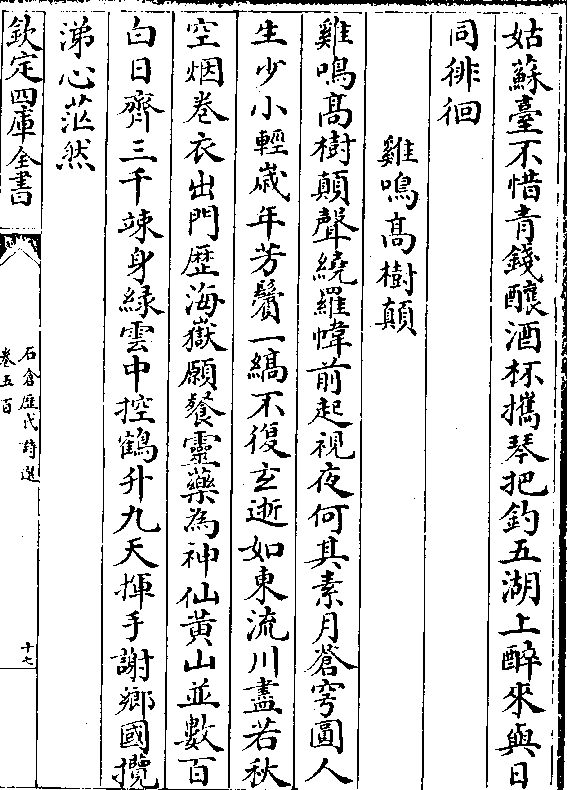 姑蘇臺不惜青錢釀酒杯攜琴把釣五湖上醉來與日
同徘徊
雞鳴髙樹顛
雞鳴髙樹顛聲繞羅幃前起視夜何其素月蒼穹圓人
生少小輕歳年芳鬢一縞不復玄逝如東流川盡若秋
空烟卷衣出門歴海嶽願餐靈藥為神仙黄山並數百
白日齊三千竦身緑雲中控鶴升九天揮手謝鄉國攬
涕心茫然
欽定四庫全書
石倉歴代詩選
卷五百
十七